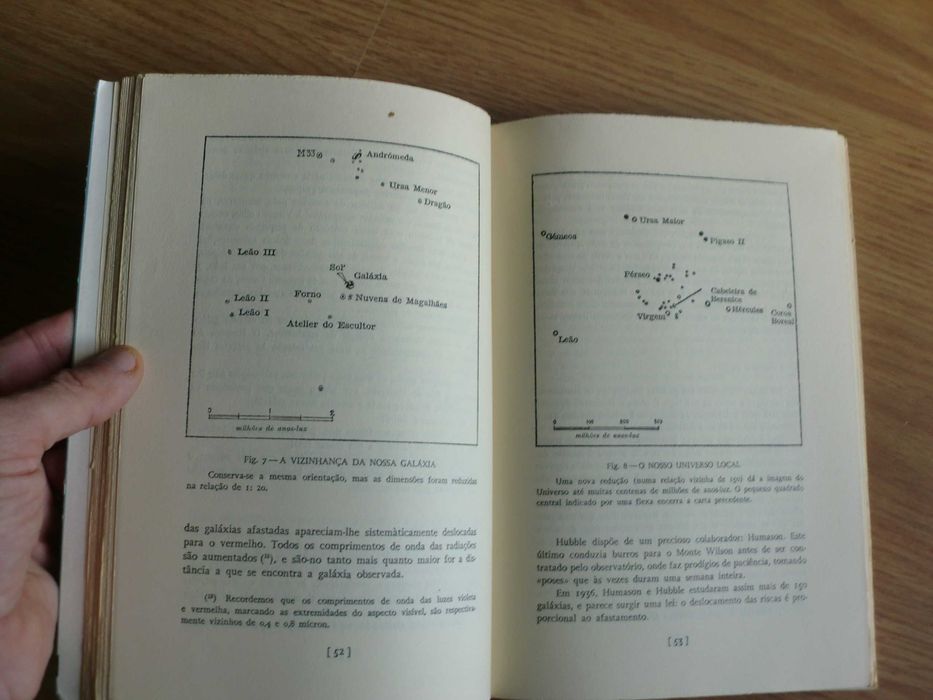 M33
Andrómeda
Ursa Menor
Dragão
Leão III
Sol
Galáxia
Leão II
Forno
Nuvens de Magalhães
Leão I
Atelier do Escultor
0 1 2
milhões de anos-luz
Fig. 7 — A VIZINHANÇA DA NOSSA GALÁXIA
Conserva-se a mesma orientação, mas as dimensões foram reduzidas
na relação de 1: 20.
das galáxias afastadas apareciam-lhe sistemàticamente deslocadas
para o vermelho. Todos os comprimentos de onda das radiações
são aumentados (²⁸), e são-no tanto mais quanto maior for a dis-
tância a que se encontra a galáxia observada.
(²⁸) Recordemos que os comprimentos de onda das luzes violeta
e vermelha, marcando as extremidades do aspecto visível, são respectiva-
mente vizinhos de 0,4 e 0,8 mícron.
[52]
Ursa Maior
Gémeos
Pégaso II
Pérseo
Cabeleira de
Berenice
Hércules
Coroa
Boreal
Virgem
Leão
milhões de anos-luz
Fig. 8 — O NOSSO UNIVERSO LOCAL
Uma nova redução (numa relação vizinha de 150) dá a imagem do
Universo até muitas centenas de milhões de anos-luz. O pequeno quadrado
central indicado por uma flexa encerra a carta precedente.
Hubble dispõe de um precioso colaborador: Humason. Este
último conduzia burros para o Monte Wilson antes de ser con-
tratado pelo observatório, onde faz prodígios de paciência, tomando
«poses» que às vezes duram uma semana inteira.
Em 1936, Humason e Hubble estudaram assim mais de 150
galáxias, e parece surgir uma lei: o deslocamento das riscas é pro-
porcional ao afastamento.
[53]